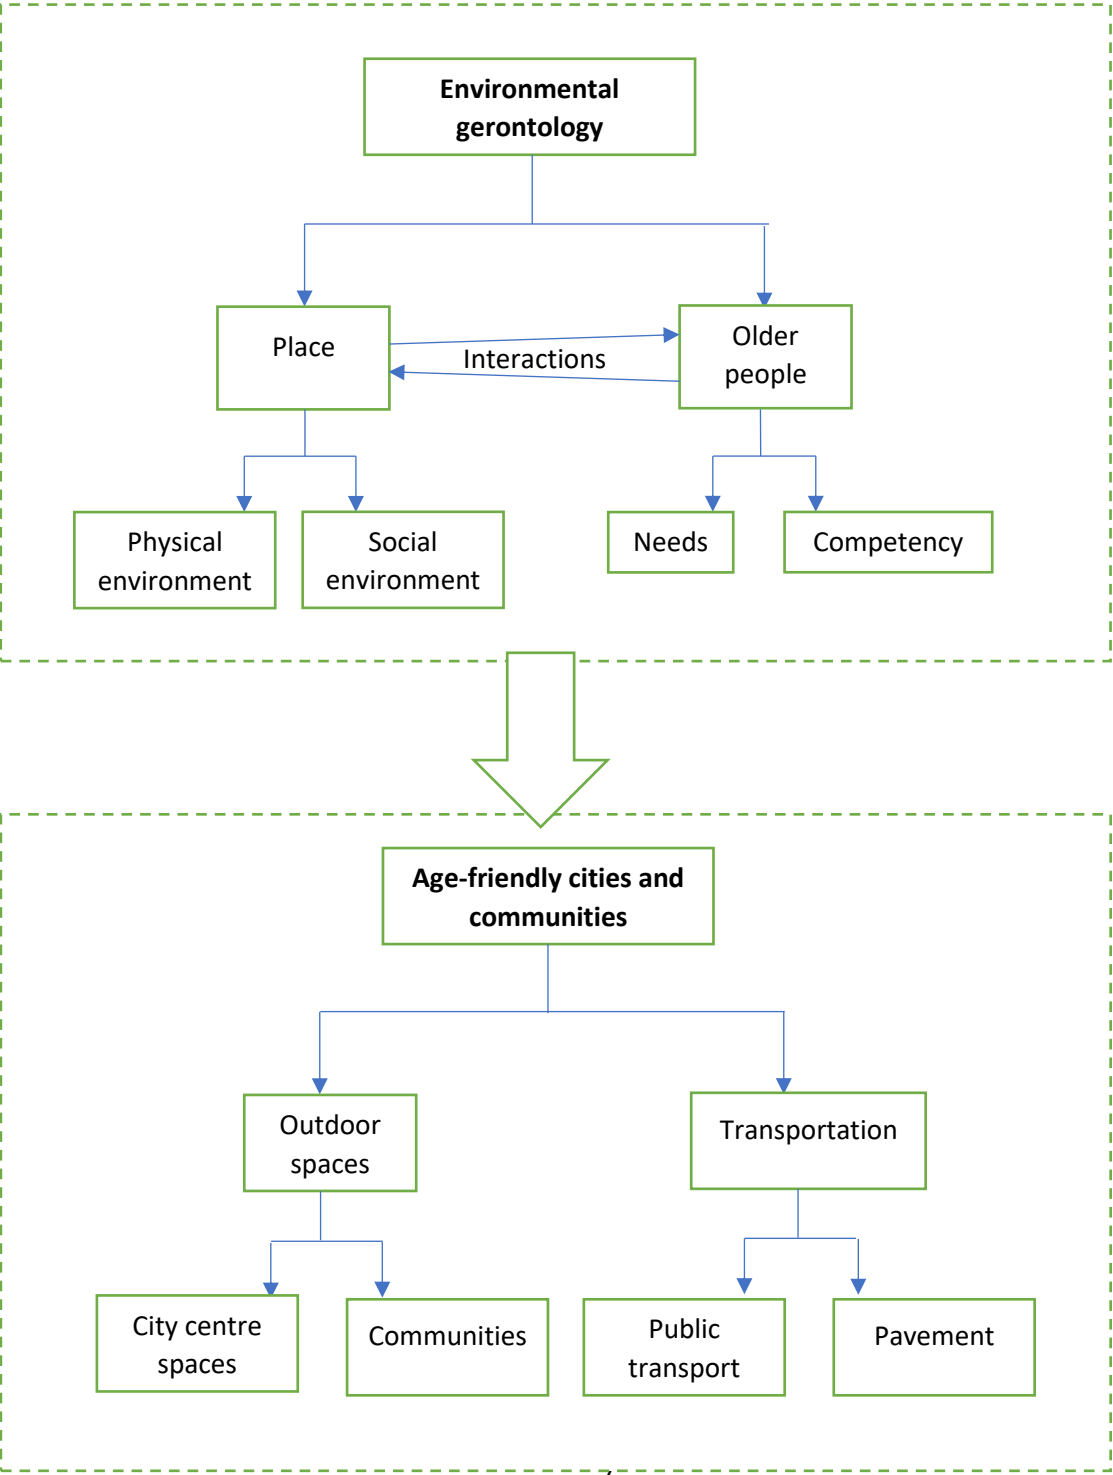 Environmental
gerontology
Place
Interactions
Older
people
Physical
environment
Social
environment
Needs
Competency
Age-friendly cities and
communities
Outdoor
spaces
Transportation
City centre
spaces
Communities
Public
transport
Pavement